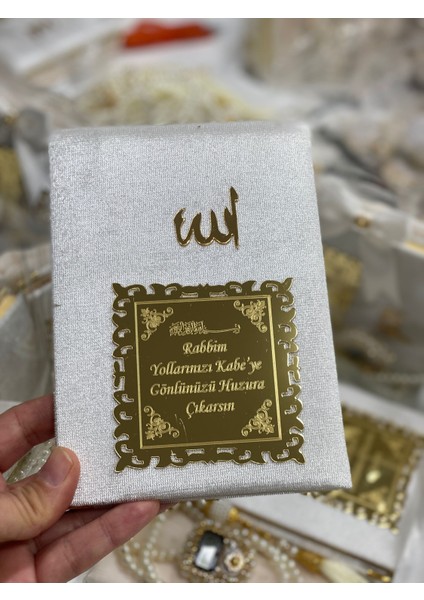 الله
Rabbim
Yollarınızı Kabe'ye
Gönlünüzü Huzura
Çıkarsın